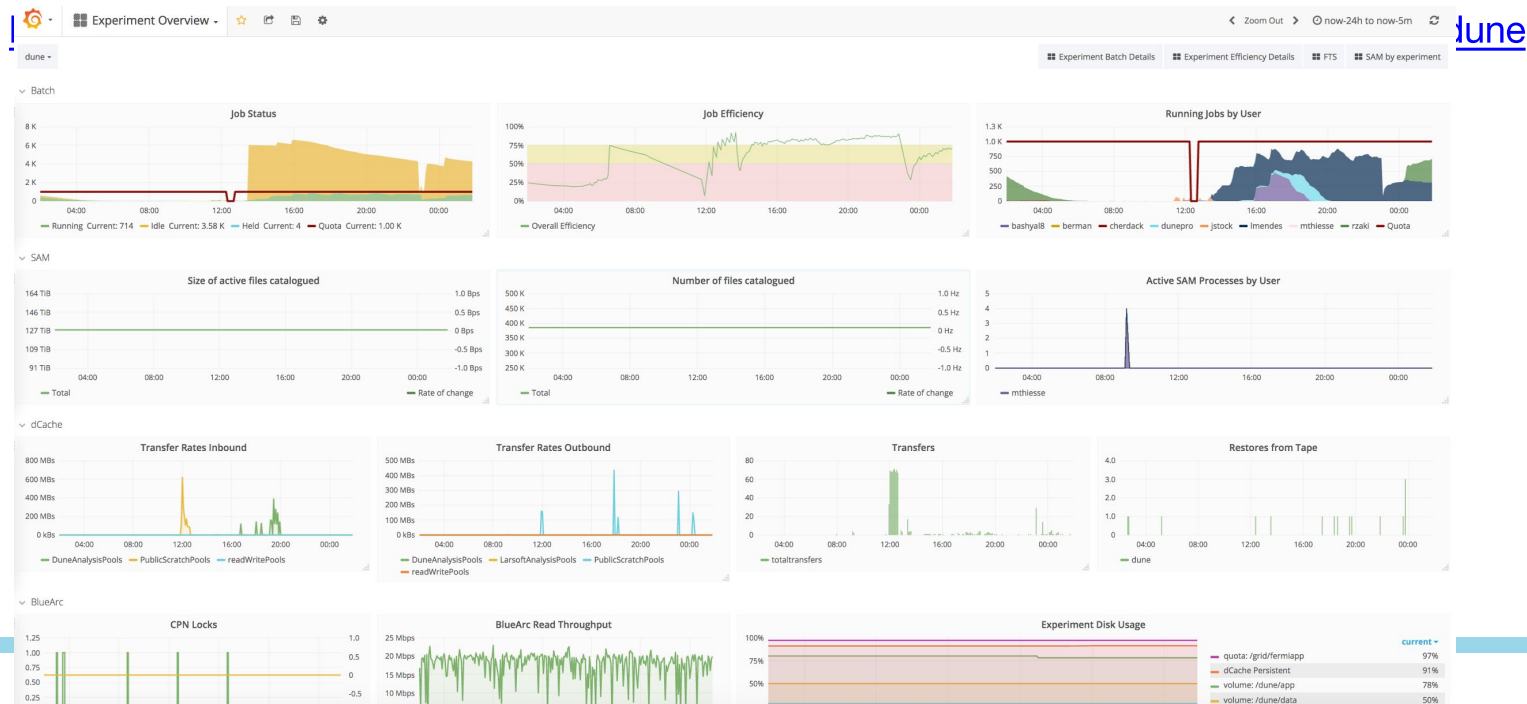 Experiment Overview
Zoom Out
now-24h to now-5m
dune
dune
Experiment Batch Details
Experiment Efficiency Details
FTS
SAM by experiment
Batch
Job Status
8 K
6 K
4 K
2 K
0
04:00 08:00 12:00 16:00 20:00 00:00
Running Current: 714 Idle Current: 3.58 K Held Current: 4 Quota Current: 1.00 K
Job Efficiency
100%
75%
50%
25%
0%
04:00 08:00 12:00 16:00 20:00 00:00
Overall Efficiency
Running Jobs by User
1.3 K
1.0 K
750
500
250
0
04:00 08:00 12:00 16:00 20:00 00:00
bashyal8 berman cherdack dunepro jstock lmendes mthiesse rzaki Quota
SAM
Size of active files catalogued
164 TiB 1.0 Bps
146 TiB 0.5 Bps
127 TiB 0 Bps
109 TiB -0.5 Bps
91 TiB -1.0 Bps
04:00 08:00 12:00 16:00 20:00 00:00
Total Rate of change
Number of files catalogued
500 K 1.0 Hz
450 K 0.5 Hz
400 K
350 K 0 Hz
300 K -0.5 Hz
250 K -1.0 Hz
04:00 08:00 12:00 16:00 20:00 00:00
Total Rate of change
Active SAM Processes by User
5
4
3
2
1
0
04:00 08:00 12:00 16:00 20:00 00:00
mthiesse
dCache
Transfer Rates Inbound
800 MBs
600 MBs
400 MBs
200 MBs
0 kBs
04:00 08:00 12:00 16:00 20:00 00:00
DuneAnalysisPools PublicScratchPools readWritePools
Transfer Rates Outbound
500 MBs
400 MBs
300 MBs
200 MBs
100 MBs
0 kBs
04:00 08:00 12:00 16:00 20:00 00:00
DuneAnalysisPools LarsoftAnalysisPools PublicScratchPools
readWritePools
Transfers
80
60
40
20
0
04:00 08:00 12:00 16:00 20:00 00:00
totaltransfers
Restores from Tape
4.0
3.0
2.0
1.0
0
04:00 08:00 12:00 16:00 20:00 00:00
dune
BlueArc
CPN Locks
1.25 1.0
1.00 0.5
0.75 0
0.50 -0.5
0.25
BlueArc Read Throughput
25 Mbps
20 Mbps
15 Mbps
10 Mbps
Experiment Disk Usage
100%
75%
50%
current
quota: /grid/fermiapp 97%
dCache Persistent 91%
volume: /dune/app 78%
volume: /dune/data 50%